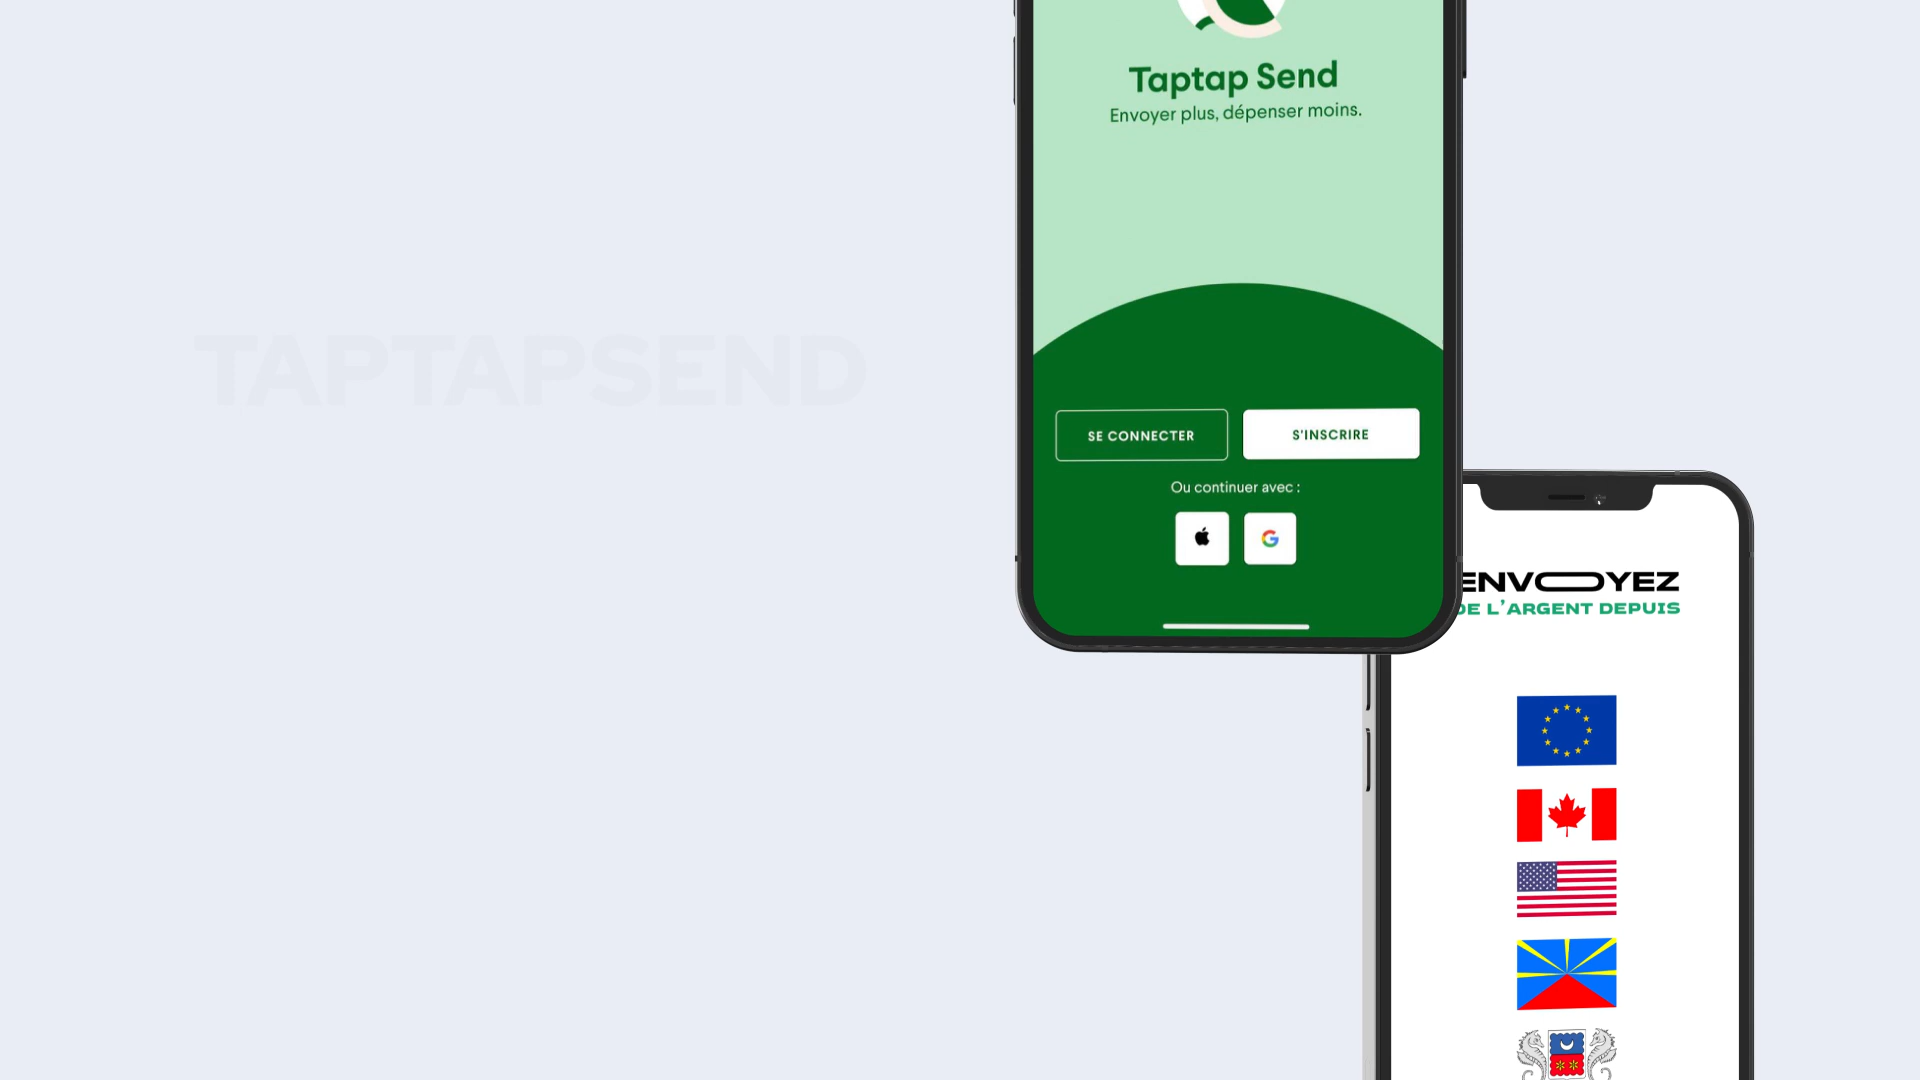 TAPTAPSEND
Taptap Send
Envoyer plus, dépenser moins.
SE CONNECTER
S'INSCRIRE
Ou continuer avec :
ENVOYEZ
DE L'ARGENT DEPUIS